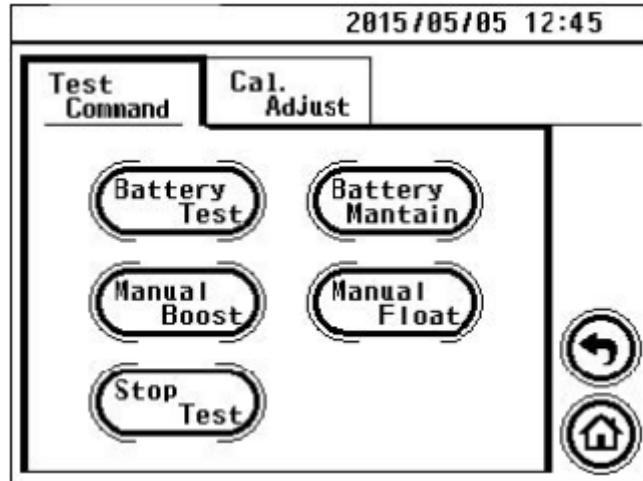 2015/05/05 12:45
Test
Command
Cal.
Adjust
Battery
Test
Battery
Mantain
Manual
Boost
Manual
Float
Stop
Test